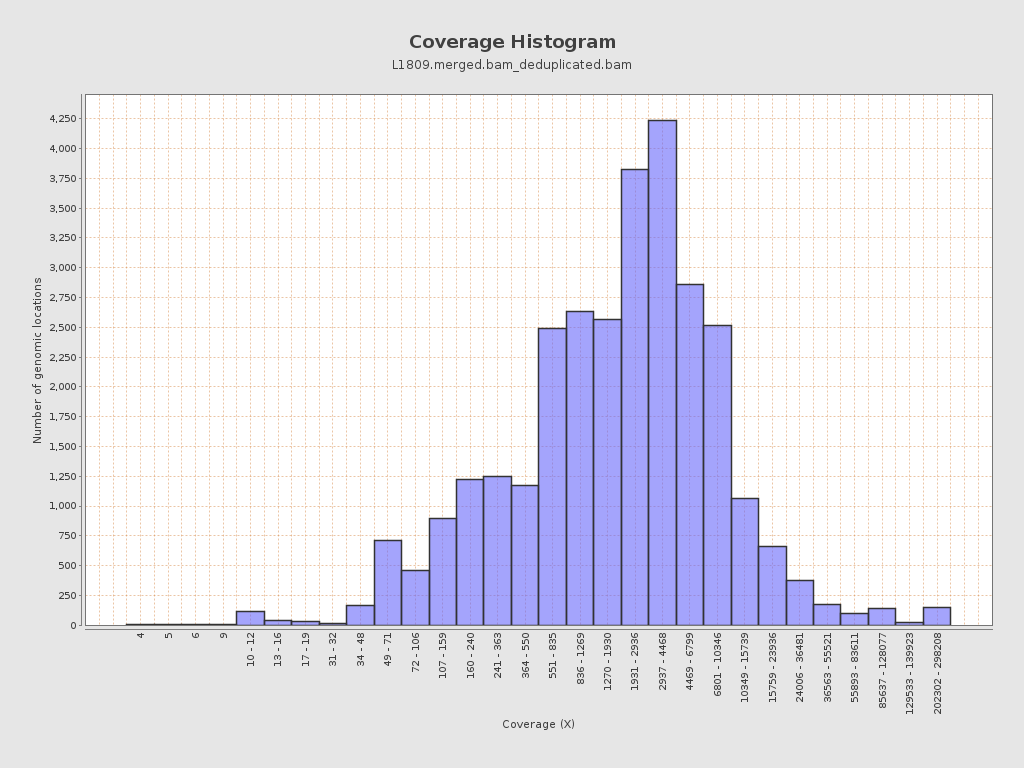 Coverage Histogram
L1809.merged.bam_deduplicated.bam
Number of genomic locations
4,250
4,000
3,750
3,500
3,250
3,000
2,750
2,500
2,250
2,000
1,750
1,500
1,250
1,000
750
500
250
0
4
5
6
9
10 - 12
13 - 16
17 - 19
31 - 32
34 - 48
49 - 71
72 - 106
107 - 159
160 - 240
241 - 363
364 - 550
551 - 835
836 - 1269
1270 - 1930
1931 - 2936
2937 - 4468
4469 - 6799
6801 - 10346
10349 - 15739
15759 - 23936
24006 - 36481
36563 - 55521
55893 - 83611
85637 - 128077
129533 - 139923
202302 - 298208
Coverage (X)